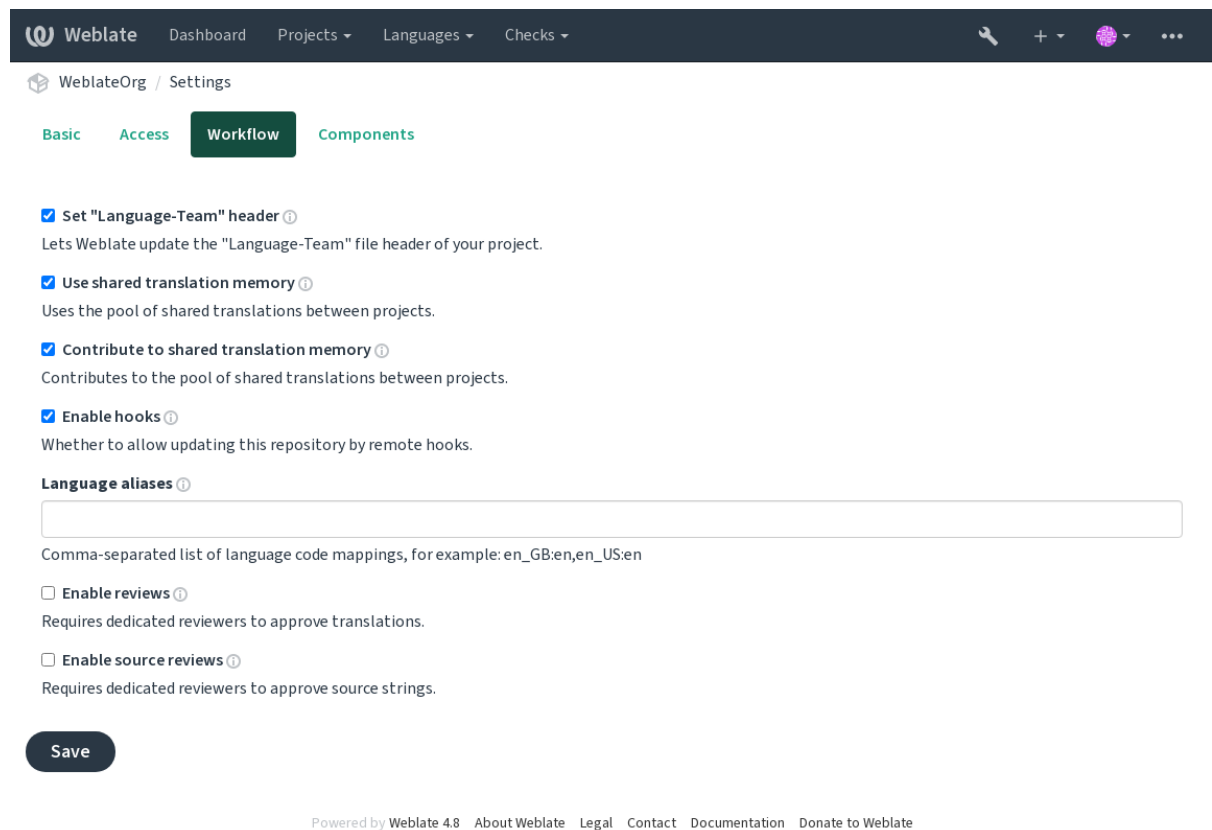 Weblate Dashboard Projects Languages Checks
WeblateOrg / Settings
Basic Access Workflow Components
Set "Language-Team" header
Lets Weblate update the "Language-Team" file header of your project.
Use shared translation memory
Uses the pool of shared translations between projects.
Contribute to shared translation memory
Contributes to the pool of shared translations between projects.
Enable hooks
Whether to allow updating this repository by remote hooks.
Language aliases
Comma-separated list of language code mappings, for example: en_GB:en,en_US:en
Enable reviews
Requires dedicated reviewers to approve translations.
Enable source reviews
Requires dedicated reviewers to approve source strings.
Save
Powered by Weblate 4.8 About Weblate Legal Contact Documentation Donate to Weblate